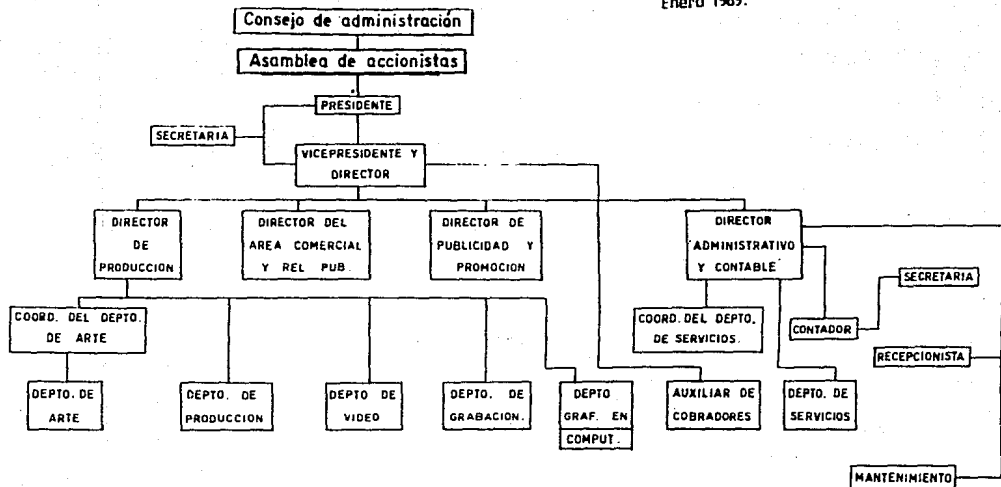 Enero 1989.
Consejo de administración
Asamblea de accionistas
PRESIDENTE
SECRETARIA
VICEPRESIDENTE Y
DIRECTOR
DIRECTOR
DE
PRODUCCION
DIRECTOR DEL
AREA COMERCIAL
Y REL PUB.
DIRECTOR DE
PUBLICIDAD Y
PROMOCION
DIRECTOR
ADMINISTRATIVO
Y CONTABLE
SECRETARIA
COORD. DEL DEPTO.
DE ARTE
COORD. DEL DEPTO.
DE SERVICIOS.
CONTADOR
RECEPCIONISTA
DEPTO. DE
ARTE
DEPTO. DE
PRODUCCION
DEPTO DE
VIDEO
DEPTO. DE
GRABACION.
DEPTO
GRAF. EN
COMPUT.
AUXILIAR DE
COBRADORES
DEPTO. DE
SERVICIOS
MANTENIMIENTO